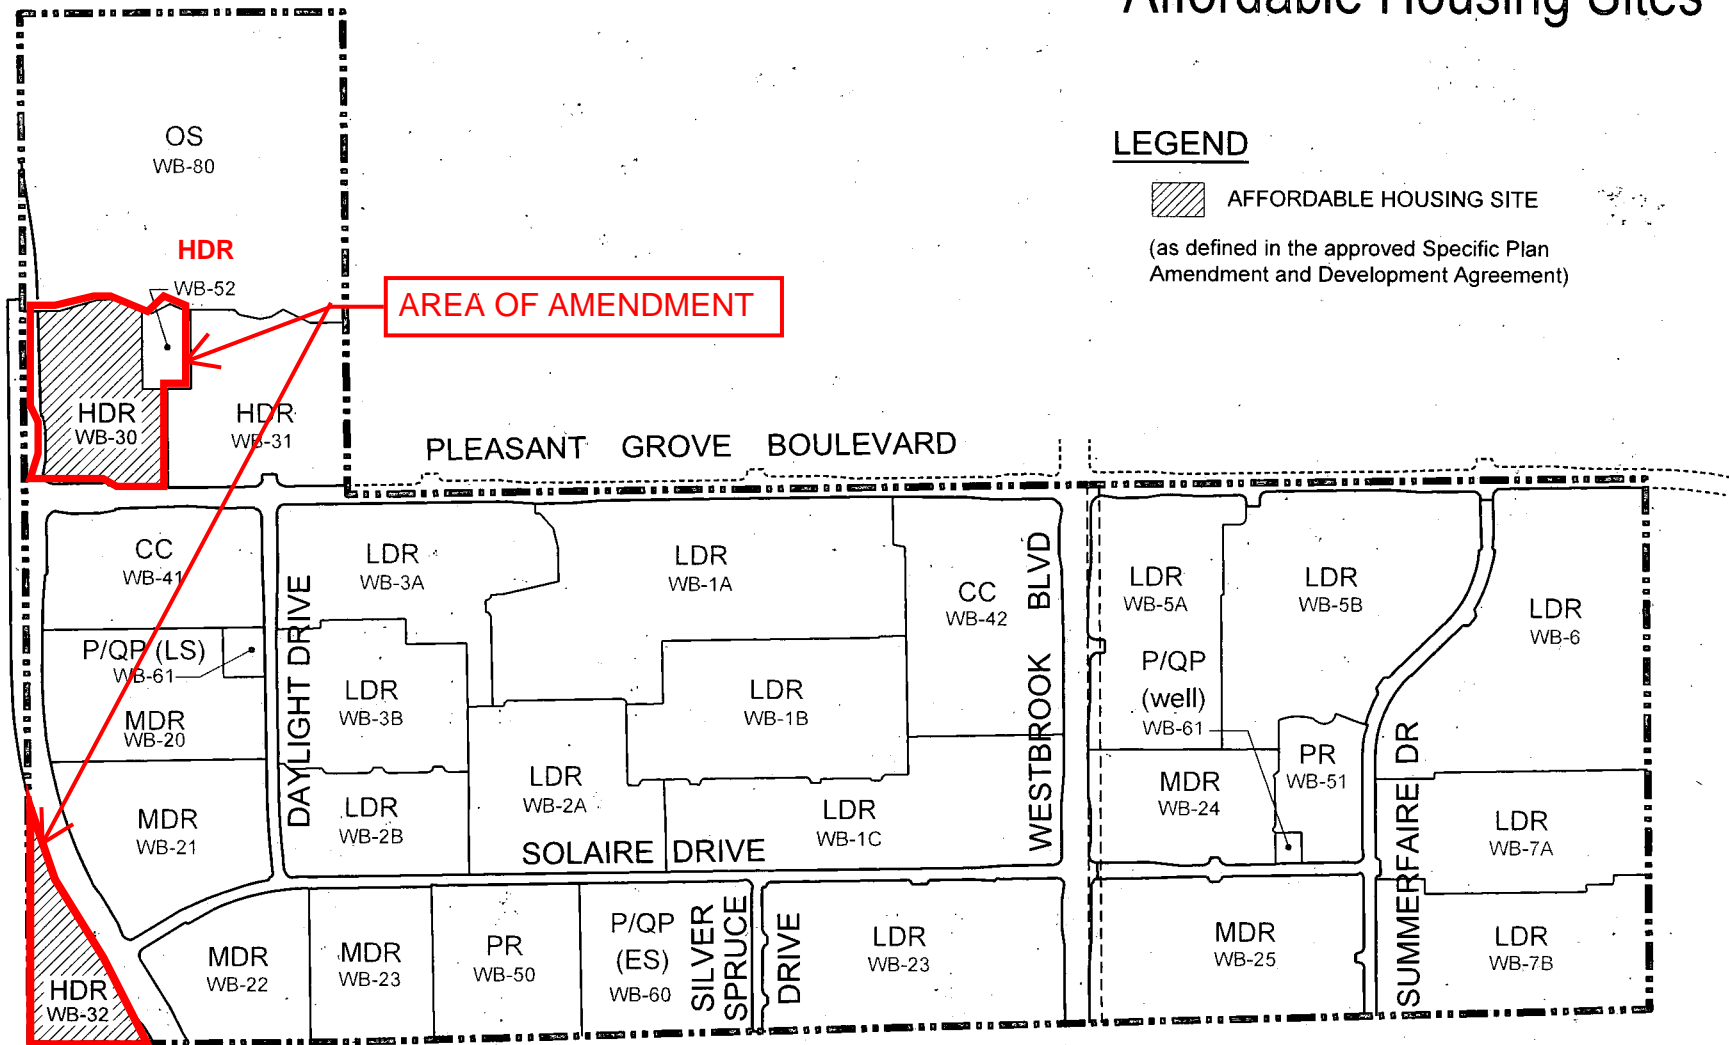 Affordable Housing Sites
OS
WB-80
LEGEND
AFFORDABLE HOUSING SITE
(as defined in the approved Specific Plan
Amendment and Development Agreement)
HDR
WB-52
AREA OF AMENDMENT
HDR
WB-30
HDR
WB-31
PLEASANT GROVE BOULEVARD
CC
WB-41
LDR
WB-3A
LDR
WB-1A
CC
WB-42
LDR
WB-5A
LDR
WB-5B
LDR
WB-6
P/QP (LS)
WB-61
MDR
WB-20
DAYLIGHT DRIVE
LDR
WB-3B
LDR
WB-1B
WESTBROOK BLVD
P/QP
(well)
WB-61
PR
WB-51
SUMMERFAIRE DR
MDR
WB-21
LDR
WB-2B
LDR
WB-2A
LDR
WB-1C
MDR
WB-24
LDR
WB-7A
SOLAIRE DRIVE
HDR
WB-32
MDR
WB-22
MDR
WB-23
PR
WB-50
P/QP
(ES)
WB-60
SILVER
SPRUCE
DRIVE
LDR
WB-23
MDR
WB-25
LDR
WB-7B